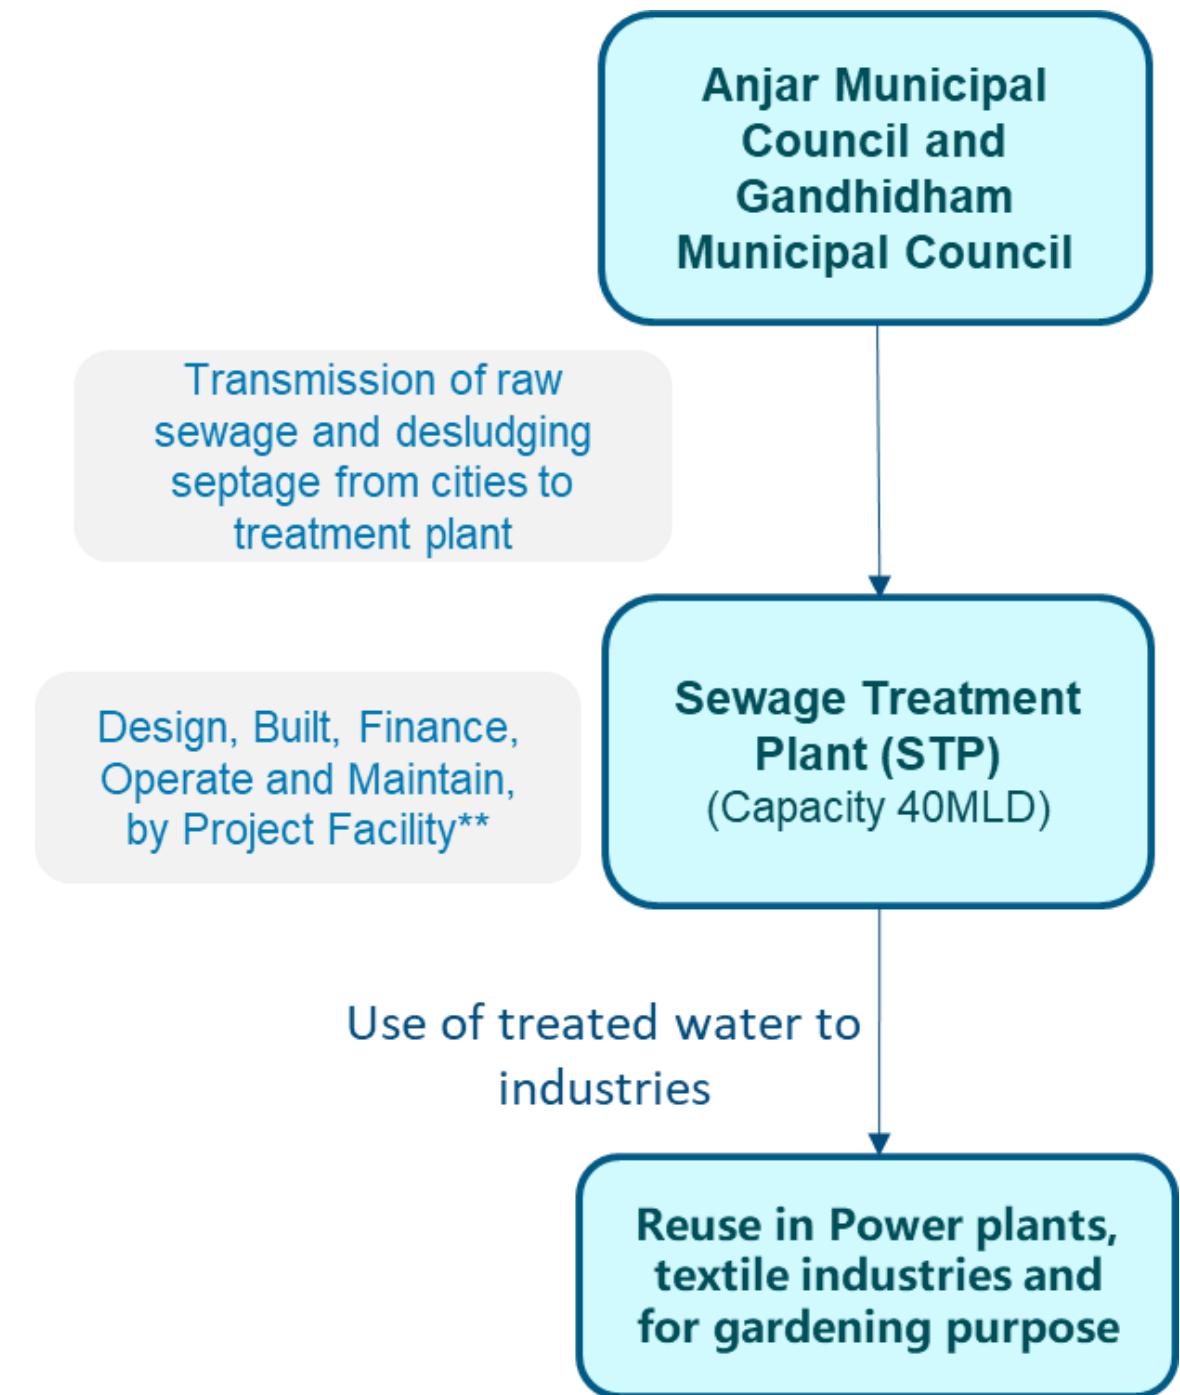 Anjar Municipal
Council and
Gandhidham
Municipal Council
Transmission of raw
sewage and desludging
septage from cities to
treatment plant
Sewage Treatment
Plant (STP)
(Capacity 40MLD)
Design, Built, Finance,
Operate and Maintain,
by Project Facility**
Use of treated water to
industries
Reuse in Power plants,
textile industries and
for gardening purpose